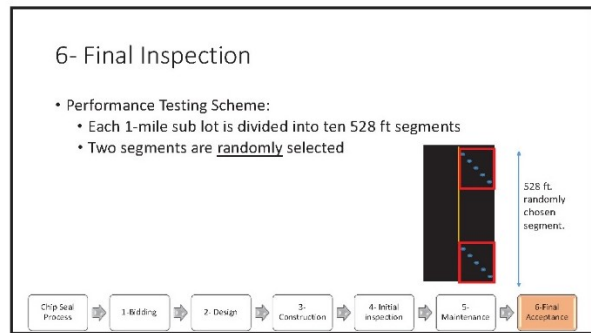 6- Final Inspection
• Performance Testing Scheme:
• Each 1-mile sub lot is divided into ten 528 ft segments
• Two segments are randomly selected
528 ft.
randomly
chosen
segment.
Chip Seal
Process
1-Bidding
2- Design
3-
Construction
4- Initial
inspection
5-
Maintenance
6-Final
Acceptance